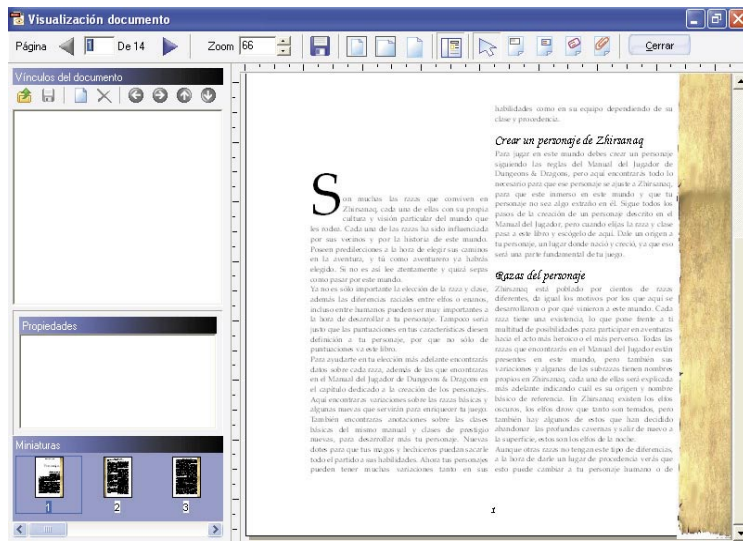 Visualización documento
Página 1 De 14 Zoom 66 Cerrar
Vínculos del documento
Propiedades
Miniaturas
1 2 3
Son muchas las razas que conviven en
Zhirsanaq, cada una de ellas con su propia
cultura y visión particular del mundo que
les rodea. Cada una de las razas ha sido influenciada
por sus vecinos y por la historia de este mundo.
Poseen predilecciones a la hora de elegir sus caminos
en la aventura, y tú como aventurero ya habrás
elegido. Si no es así lee atentamente y quizá sepas
como pasar por este mundo.
Ya no es sólo importante la elección de la raza y clase,
además las diferencias raciales entre elfos o enanos,
incluso entre humanos pueden ser muy importantes a
la hora de desarrollar a tu personaje. Tampoco sería
justo que las puntuaciones en tus características diesen
definición a tu personaje, por que no sólo de
puntuaciones va este libro.
Para ayudarte en tu elección más adelante encontrarás
datos sobre cada raza, además de las que encontraras
en el Manual del Jugador de Dungeons & Dragons en
el capítulo dedicado a la creación de los personajes.
Aquí encontraras variaciones sobre las razas básicas y
algunas nuevas que servirán para enriquecer tu juego.
También encontraras anotaciones sobre las clases
básicas del mismo manual y clases de prestigio
nuevas, para desarrollar más tu personaje. Nuevas
dotes para que tus magos y hechiceros puedan sacarle
todo el partido a sus habilidades. Ahora tus personajes
pueden tener muchas variaciones tanto en sus
habilidades como en su equipo dependiendo de su
clase y procedencia.
Crear un personaje de Zhirsanaq
Para jugar en este mundo debes crear un personaje
siguiendo las reglas del Manual del Jugador de
Dungeons & Dragons, pero aquí encontrarás todo lo
necesario para que ese personaje se ajuste a Zhirsanaq,
para que este inmerso en este mundo y que tu
personaje no sea algo extraño en él. Sigue todos los
pasos de la creación de un personaje descrito en el
Manual del Jugador, pero cuando elijas la raza y clase
pasa a este libro y escógelo de aquí. Dale un origen a
tu personaje, un lugar donde nació y creció, ya que eso
será una parte fundamental de tu juego.
Razas del personaje
Zhirsanaq está poblado por cientos de razas
diferentes, da igual los motivos por los que aquí se
desarrollaron o por qué vinieron a este mundo. Cada
raza tiene una existencia, lo que pone frente a ti
multitud de posibilidades para participar en aventuras
hacia el acto más heroico o el más perverso. Todas las
razas que encontrarás en el Manual del Jugador están
presentes en este mundo, pero también sus
variaciones y algunas de las subrazas tienen nombres
propios en Zhirsanaq, cada una de ellas será explicada
más adelante indicando cuál es su origen y nombre
básico de referencia. En Zhirsanaq existen los elfos
oscuros, los elfos drow que tanto son temidos, pero
también hay algunos de estos que han decidido
abandonar las profundas cavernas y salir de nuevo a
la superficie, estos son los elfos de la noche.
Aunque otras razas no tengan este tipo de diferencias,
a la hora de darle un lugar de procedencia verás que
esto puede cambiar a tu personaje humano o de
1